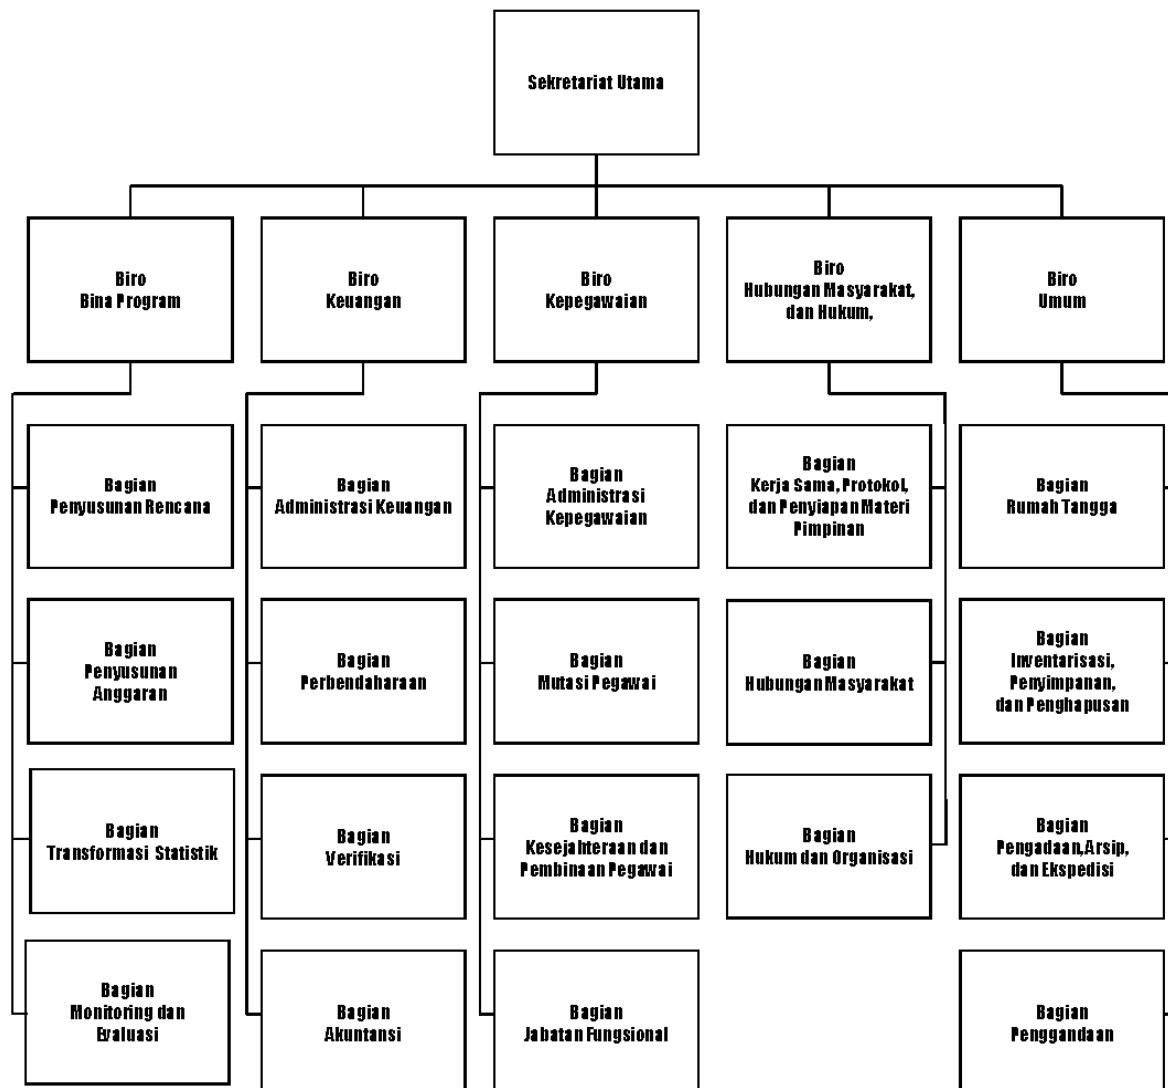 Sekretariat Utama
Biro
Bina Program
Biro
Keuangan
Biro
Kepegawaian
Biro
Hubungan Masyarakat,
dan Hukum,
Biro
Umum
Bagian
Penyusunan Rencana
Bagian
Administrasi Keuangan
Bagian
Administrasi
Kepegawaian
Bagian
Kerja Sama, Protokol,
dan Penyiapan Materi
Pimpinan
Bagian
Rumah Tangga
Bagian
Penyusunan
Anggaran
Bagian
Perbendaharaan
Bagian
Mutasi Pegawai
Bagian
Hubungan Masyarakat
Bagian
Inventarisasi,
Penyimpanan,
dan Penghapusan
Bagian
Transformasi Statistik
Bagian
Verifikasi
Bagian
Kesejahteraan dan
Pembinaan Pegawai
Bagian
Hukum dan Organisasi
Bagian
Pengadaan,Arsip,
dan Ekspedisi
Bagian
Monitoring dan
Evaluasi
Bagian
Akuntansi
Bagian
Jabatan Fungsional
Bagian
Penggandaan